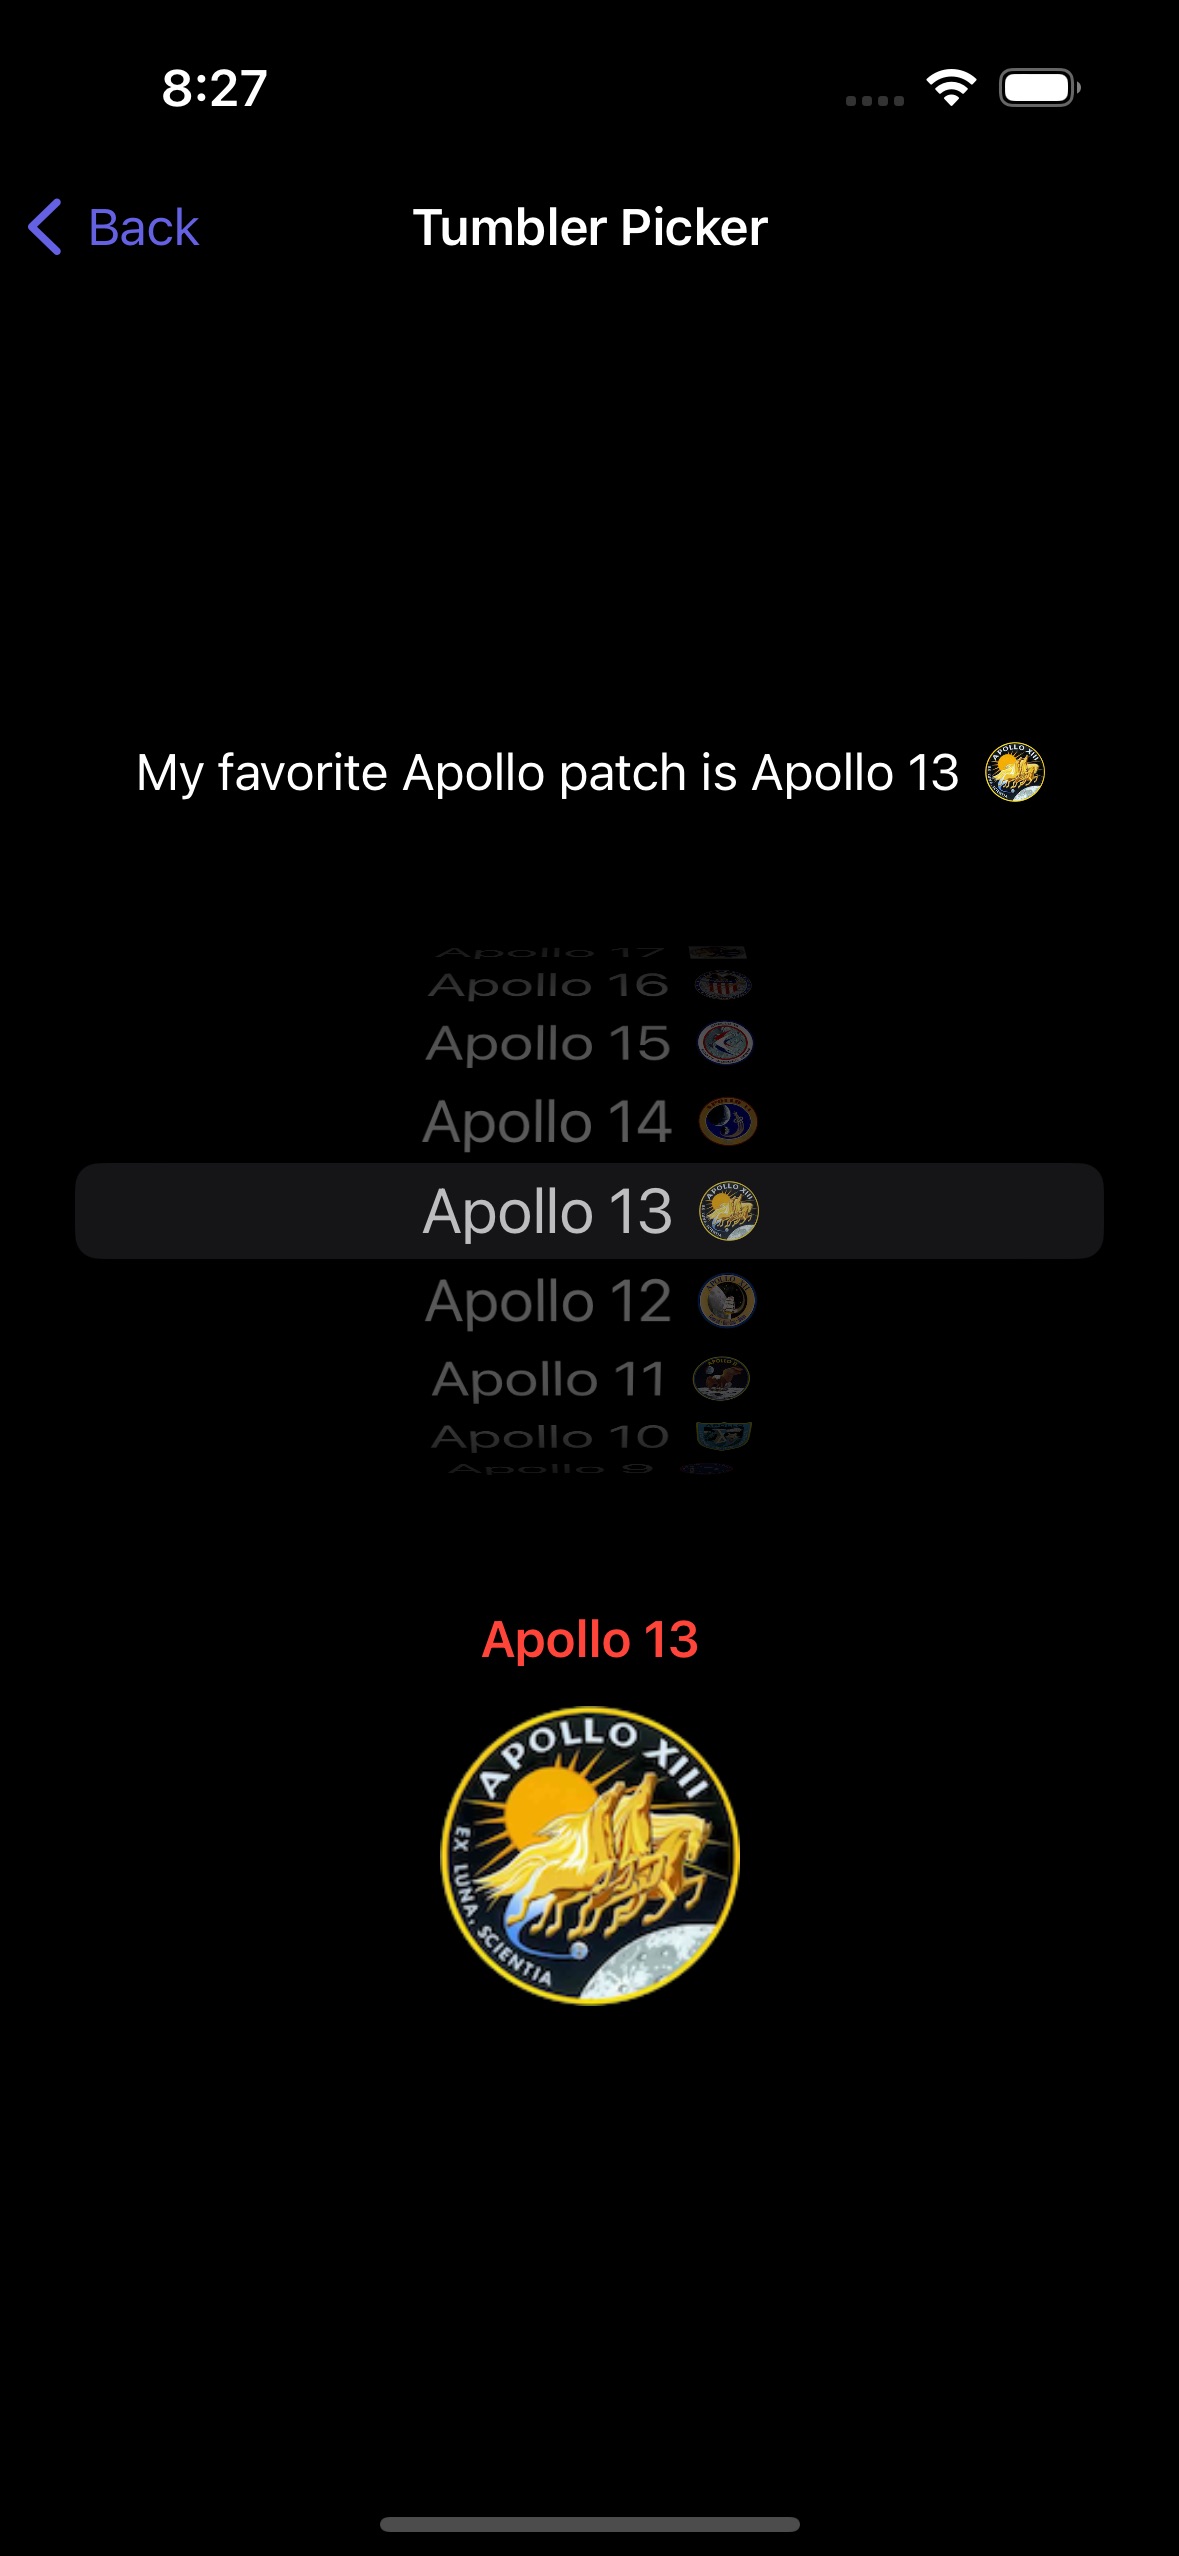 8:27
Back
Tumbler Picker
My favorite Apollo patch is Apollo 13
Apollo 17
Apollo 16
Apollo 15
Apollo 14
Apollo 13
Apollo 12
Apollo 11
Apollo 10
Apollo 9
Apollo 13
APOLLO XIII
EX LUNA, SCIENTIA